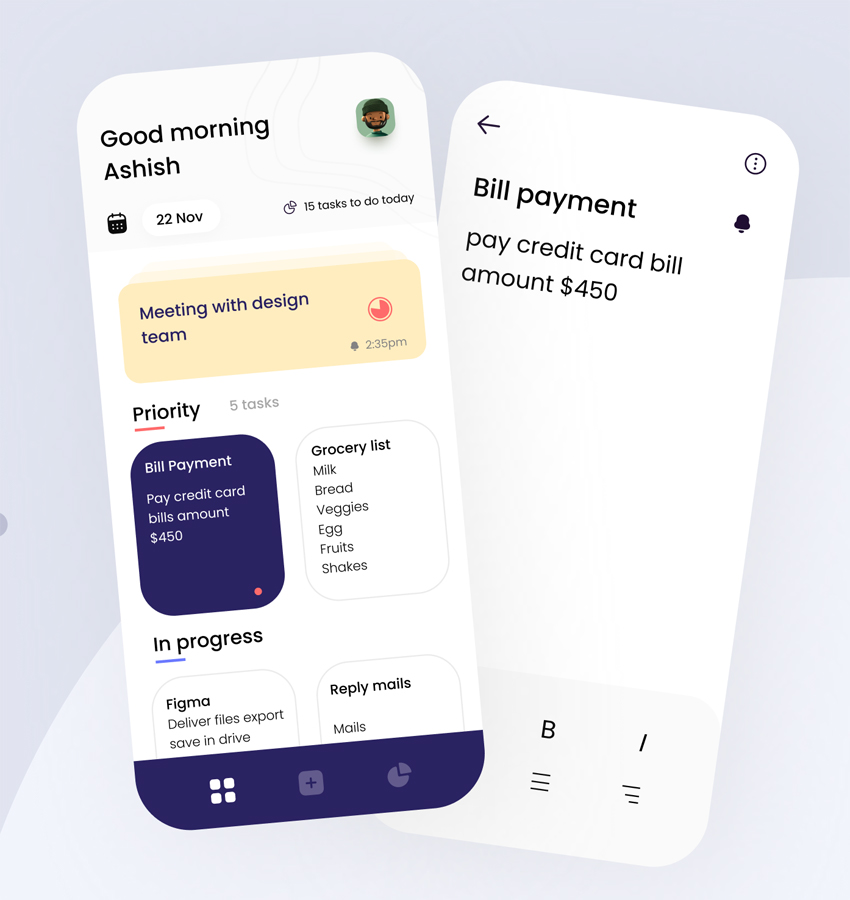 Good morning
Ashish
22 Nov
15 tasks to do today
Meeting with design
team
2:35pm
Priority
5 tasks
Bill Payment
Pay credit card
bills amount
$450
Grocery list
Milk
Bread
Veggies
Egg
Fruits
Shakes
In progress
Figma
Deliver files export
save in drive
Reply mails
Mails
Bill payment
pay credit card bill
amount $450
B
I